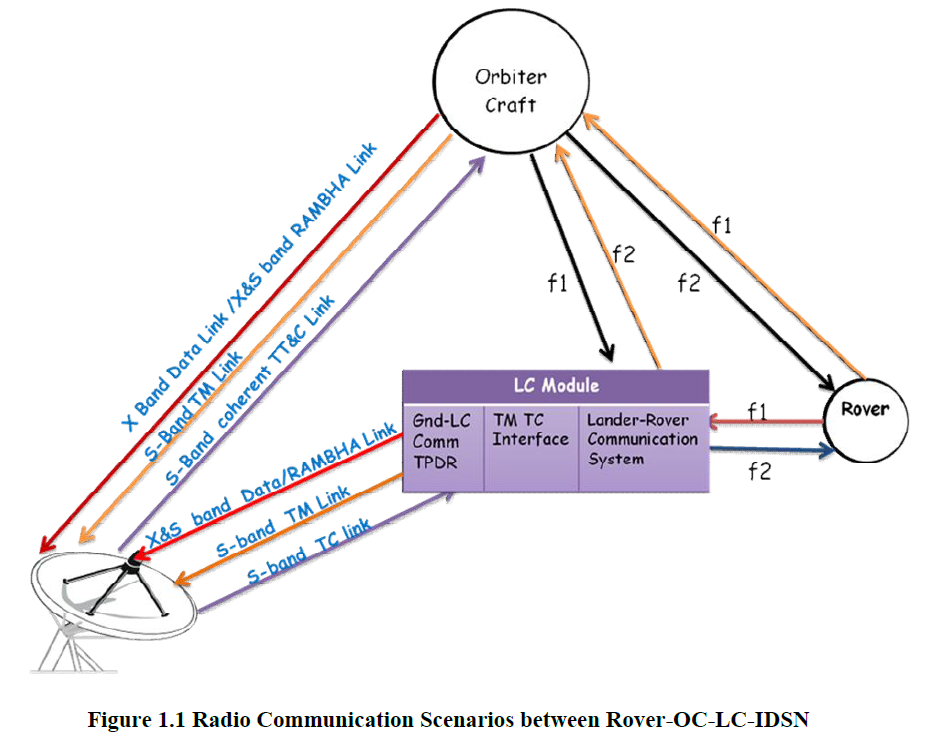 Orbiter
Craft
X Band Data Link /X&S band RAMBHA Link
S-Band TM Link
S-Band coherent TT&C Link
f1
f2
f2
f1
LC Module
Gnd-LC
Comm
TPDR
TM TC
Interface
Lander-Rover
Communication
System
Rover
f1
f2
X&S band Data/RAMBHA Link
S-band TM Link
S-band TC link
Figure 1.1 Radio Communication Scenarios between Rover-OC-LC-IDSN